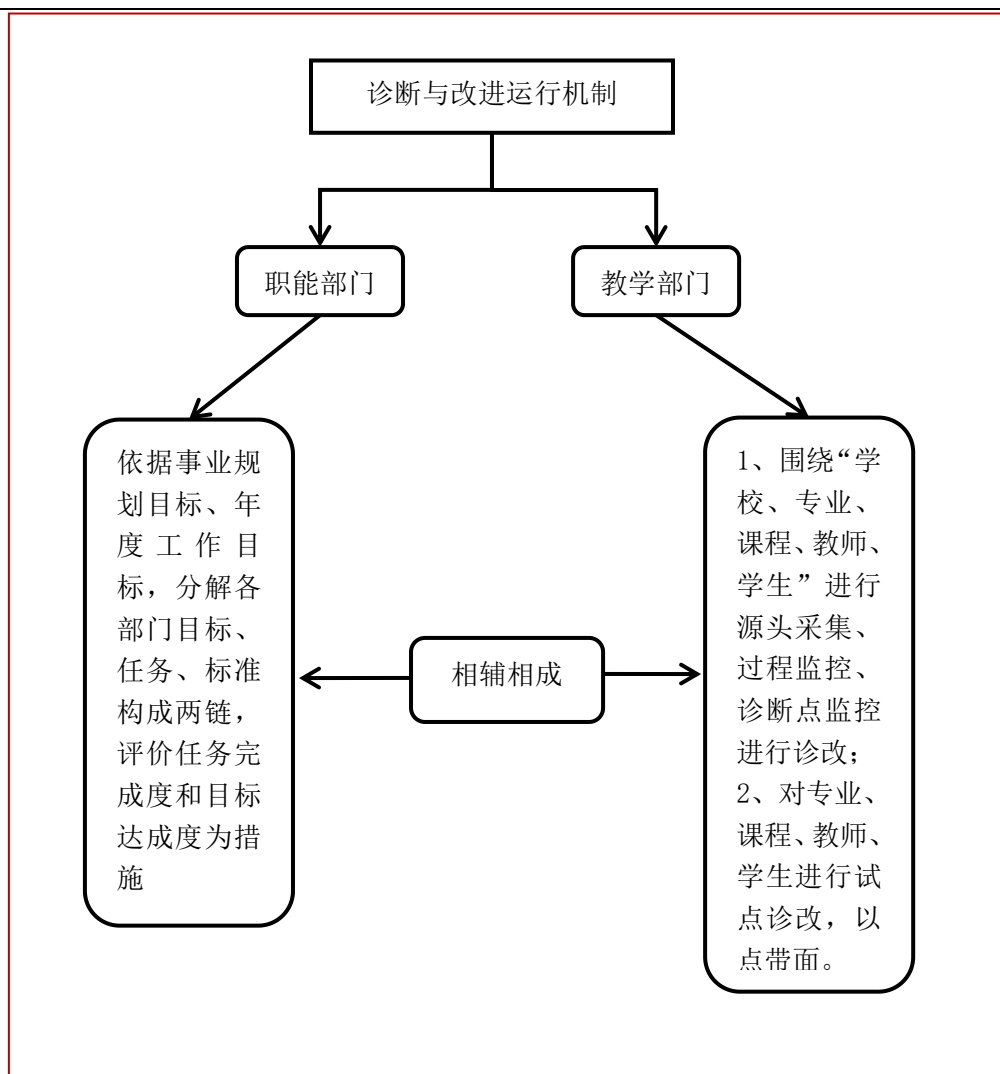 诊断与改进运行机制
职能部门
教学部门
依据事业规
划目标、年
度工作目
标，分解各
部门目标、
任务、标准
构成两链，
评价任务完
成度和目标
达成度为措
施
相辅相成
1、围绕“学
校、专业、
课程、教师、
学生”进行
源头采集、
过程监控、
诊断点监控
进行诊改；
2、对专业、
课程、教师、
学生进行试
点诊改，以
点带面。